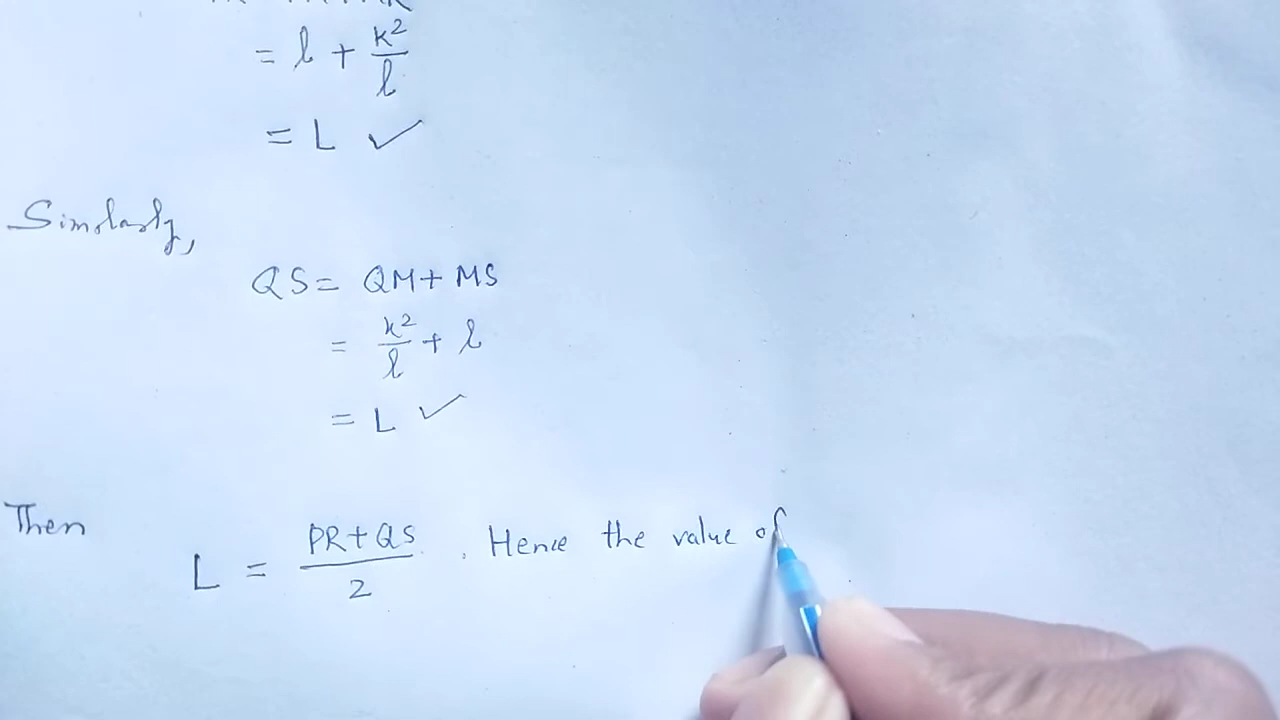 = l + k²/l
= L ✓
Similarly,
QS = QM + MS
= k²/l + l
= L ✓
Then
L = PR + QS / 2 . Hence the value of